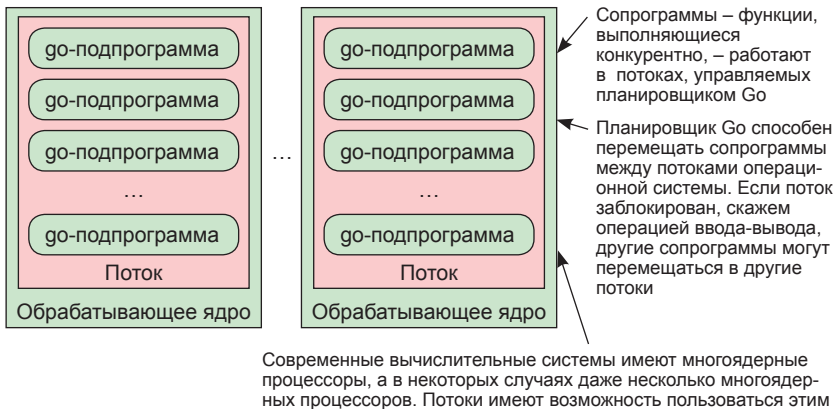 go-подпрограмма
go-подпрограмма
go-подпрограмма
…
go-подпрограмма
Поток
Обрабатывающее ядро
…
go-подпрограмма
go-подпрограмма
go-подпрограмма
…
go-подпрограмма
Поток
Обрабатывающее ядро
Сопрограммы – функции,
выполняющиеся
конкурентно, – работают
в потоках, управляемых
планировщиком Go
Планировщик Go способен
перемещать сопрограммы
между потоками операци-
онной системы. Если поток
заблокирован, скажем
операцией ввода-вывода,
другие сопрограммы могут
перемещаться в другие
потоки
Современные вычислительные системы имеют многоядерные
процессоры, а в некоторых случаях даже несколько многоядер-
ных процессоров. Потоки имеют возможность пользоваться этим